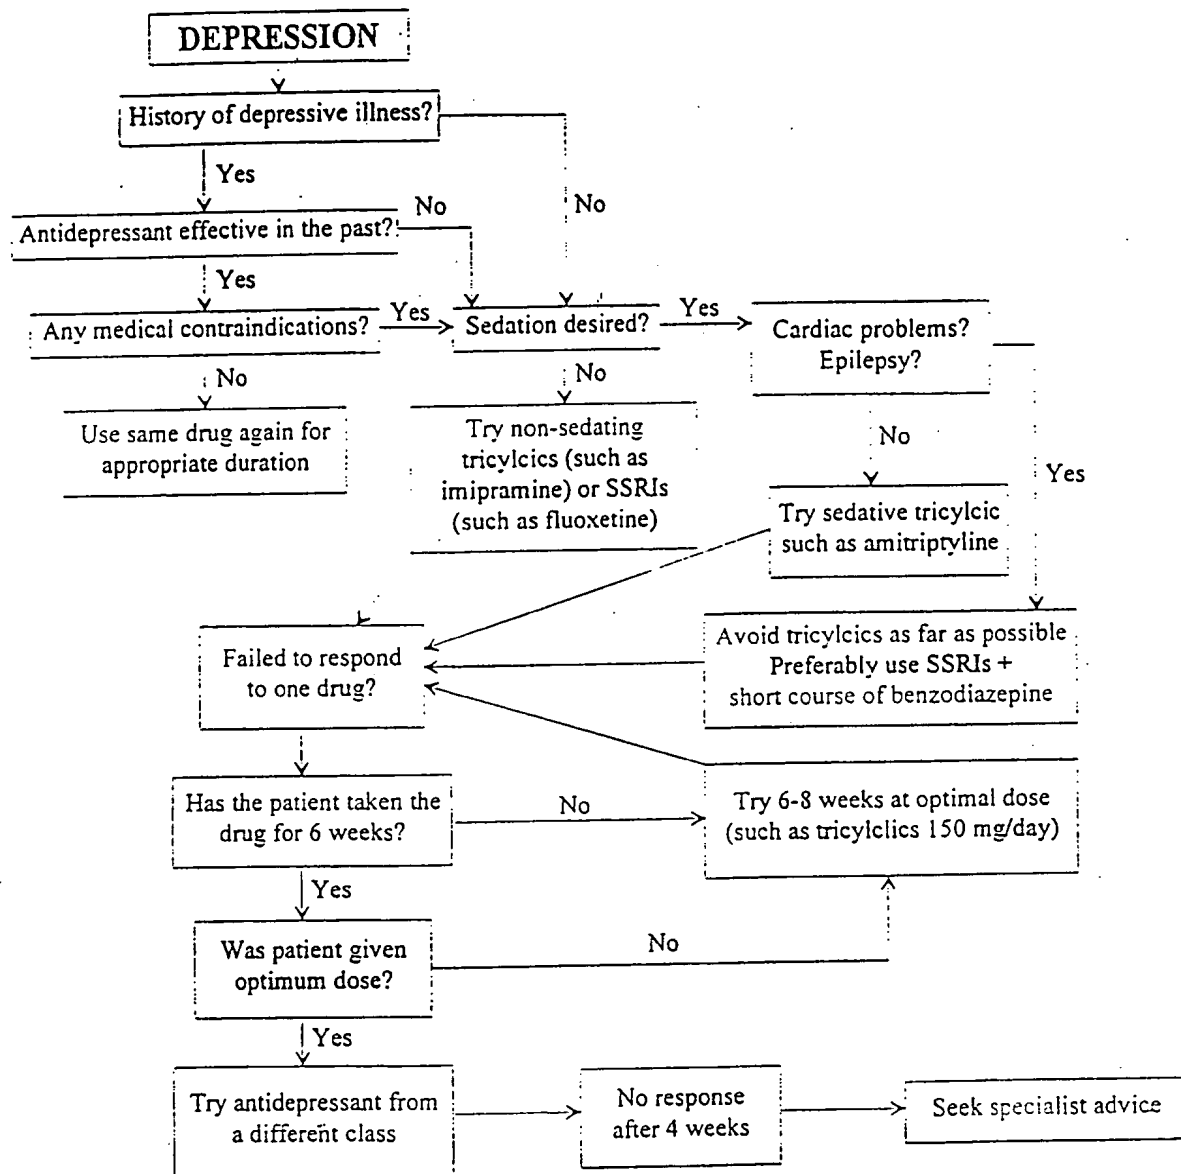 DEPRESSION
History of depressive illness?
Yes
No
Antidepressant effective in the past?
No
Yes
Any medical contraindications?
Yes
Sedation desired?
Yes
Cardiac problems?
Epilepsy?
No
No
No
Yes
Use same drug again for
appropriate duration
Try non-sedating
tricylcics (such as
imipramine) or SSRIs
(such as fluoxetine)
Try sedative tricylcic
such as amitriptyline
Failed to respond
to one drug?
Avoid tricylcics as far as possible
Preferably use SSRIs +
short course of benzodiazepine
Has the patient taken the
drug for 6 weeks?
No
Try 6-8 weeks at optimal dose
(such as tricylclics 150 mg/day)
Yes
Was patient given
optimum dose?
No
Yes
Try antidepressant from
a different class
No response
after 4 weeks
Seek specialist advice